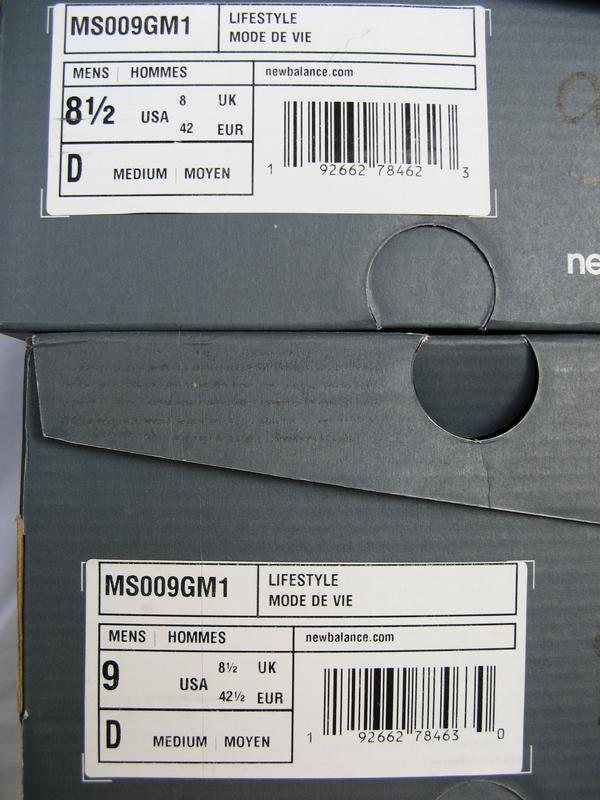 MS009GM1
LIFESTYLE
MODE DE VIE
MENS | HOMMES
newbalance.com
8½ USA
8 UK
42 EUR
D MEDIUM | MOYEN
1 92662 78462 3
ne
MS009GM1
LIFESTYLE
MODE DE VIE
MENS | HOMMES
newbalance.com
9 USA
8½ UK
42½ EUR
D MEDIUM | MOYEN
1 92662 78463 0